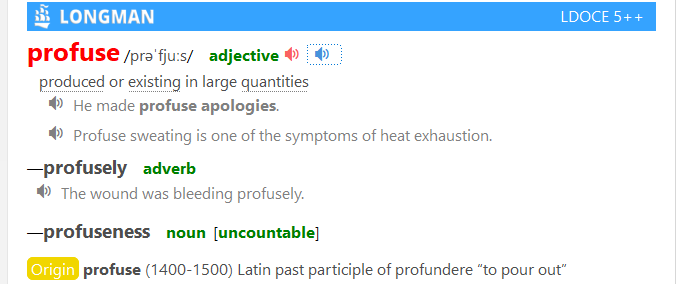 LONGMAN LDOCE 5++
profuse /prəˈfjuːs/ adjective
produced or existing in large quantities
He made profuse apologies.
Profuse sweating is one of the symptoms of heat exhaustion.
—profusely adverb
The wound was bleeding profusely.
—profuseness noun [uncountable]
Origin profuse (1400-1500) Latin past participle of profundere “to pour out”